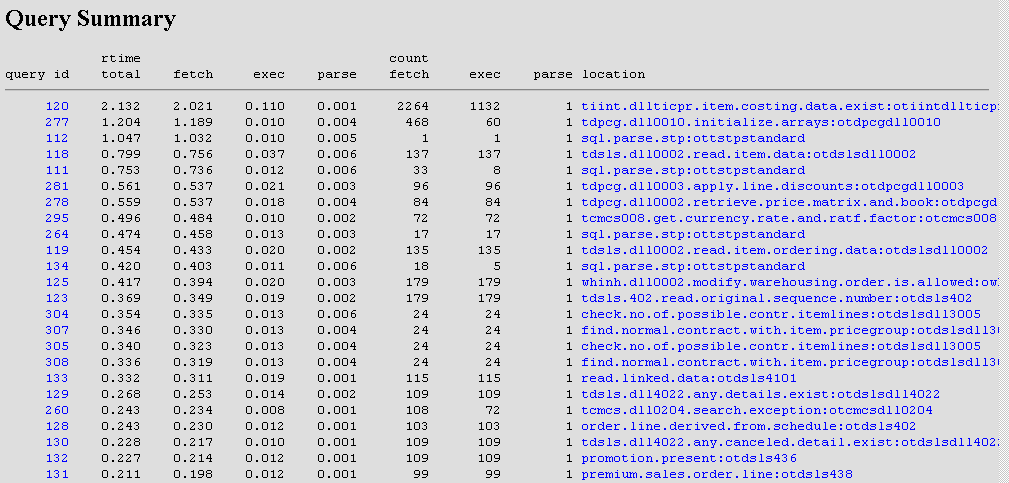 Query Summary
rtime count
query id total fetch exec parse fetch exec parse location
120 2.132 2.021 0.110 0.001 2264 1132 1 tiint.dllticpr.item.costing.data.exist:otiintdllticp
277 1.204 1.189 0.010 0.004 468 60 1 tdpcg.dll0010.initialize.arrays:otdpcgdll0010
112 1.047 1.032 0.010 0.005 1 1 1 sql.parse.stp:ottstpstandard
118 0.799 0.756 0.037 0.006 137 137 1 tdsls.dll0002.read.item.data:otdslsdll0002
111 0.753 0.736 0.012 0.006 33 8 1 sql.parse.stp:ottstpstandard
281 0.561 0.537 0.021 0.003 96 96 1 tdpcg.dll0003.apply.line.discounts:otdpcgdll0003
278 0.559 0.537 0.018 0.004 84 84 1 tdpcg.dll0002.retrieve.price.matrix.and.book:otdpcgd
295 0.496 0.484 0.010 0.002 72 72 1 tcmcs008.get.currency.rate.and.ratf.factor:otcmcs008
264 0.474 0.458 0.013 0.003 17 17 1 sql.parse.stp:ottstpstandard
119 0.454 0.433 0.020 0.002 135 135 1 tdsls.dll0002.read.item.ordering.data:otdslsdll0002
134 0.420 0.403 0.011 0.006 18 5 1 sql.parse.stp:ottstpstandard
125 0.417 0.394 0.020 0.003 179 179 1 whinh.dll0002.modify.warehousing.order.is.allowed:ow
123 0.369 0.349 0.019 0.002 179 179 1 tdsls.402.read.original.sequence.number:otdsls402
304 0.354 0.335 0.013 0.006 24 24 1 check.no.of.possible.contr.itemlines:otdslsdll3005
307 0.346 0.330 0.013 0.004 24 24 1 find.normal.contract.with.item.pricegroup:otdslsdll3
305 0.340 0.323 0.013 0.004 24 24 1 check.no.of.possible.contr.itemlines:otdslsdll3005
308 0.336 0.319 0.013 0.004 24 24 1 find.normal.contract.with.item.pricegroup:otdslsdll3
133 0.332 0.311 0.019 0.001 115 115 1 read.linked.data:otdsls4101
129 0.268 0.253 0.014 0.002 109 109 1 tdsls.dll4022.any.details.exist:otdslsdll4022
260 0.243 0.234 0.008 0.001 108 72 1 tcmcs.dll0204.search.exception:otcmcsdll0204
128 0.243 0.230 0.012 0.001 103 103 1 order.line.derived.from.schedule:otdsls402
130 0.228 0.217 0.010 0.001 109 109 1 tdsls.dll4022.any.canceled.detail.exist:otdslsdll402
132 0.227 0.214 0.012 0.001 109 109 1 promotion.present:otdsls436
131 0.211 0.198 0.012 0.001 99 99 1 premium.sales.order.line:otdsls438